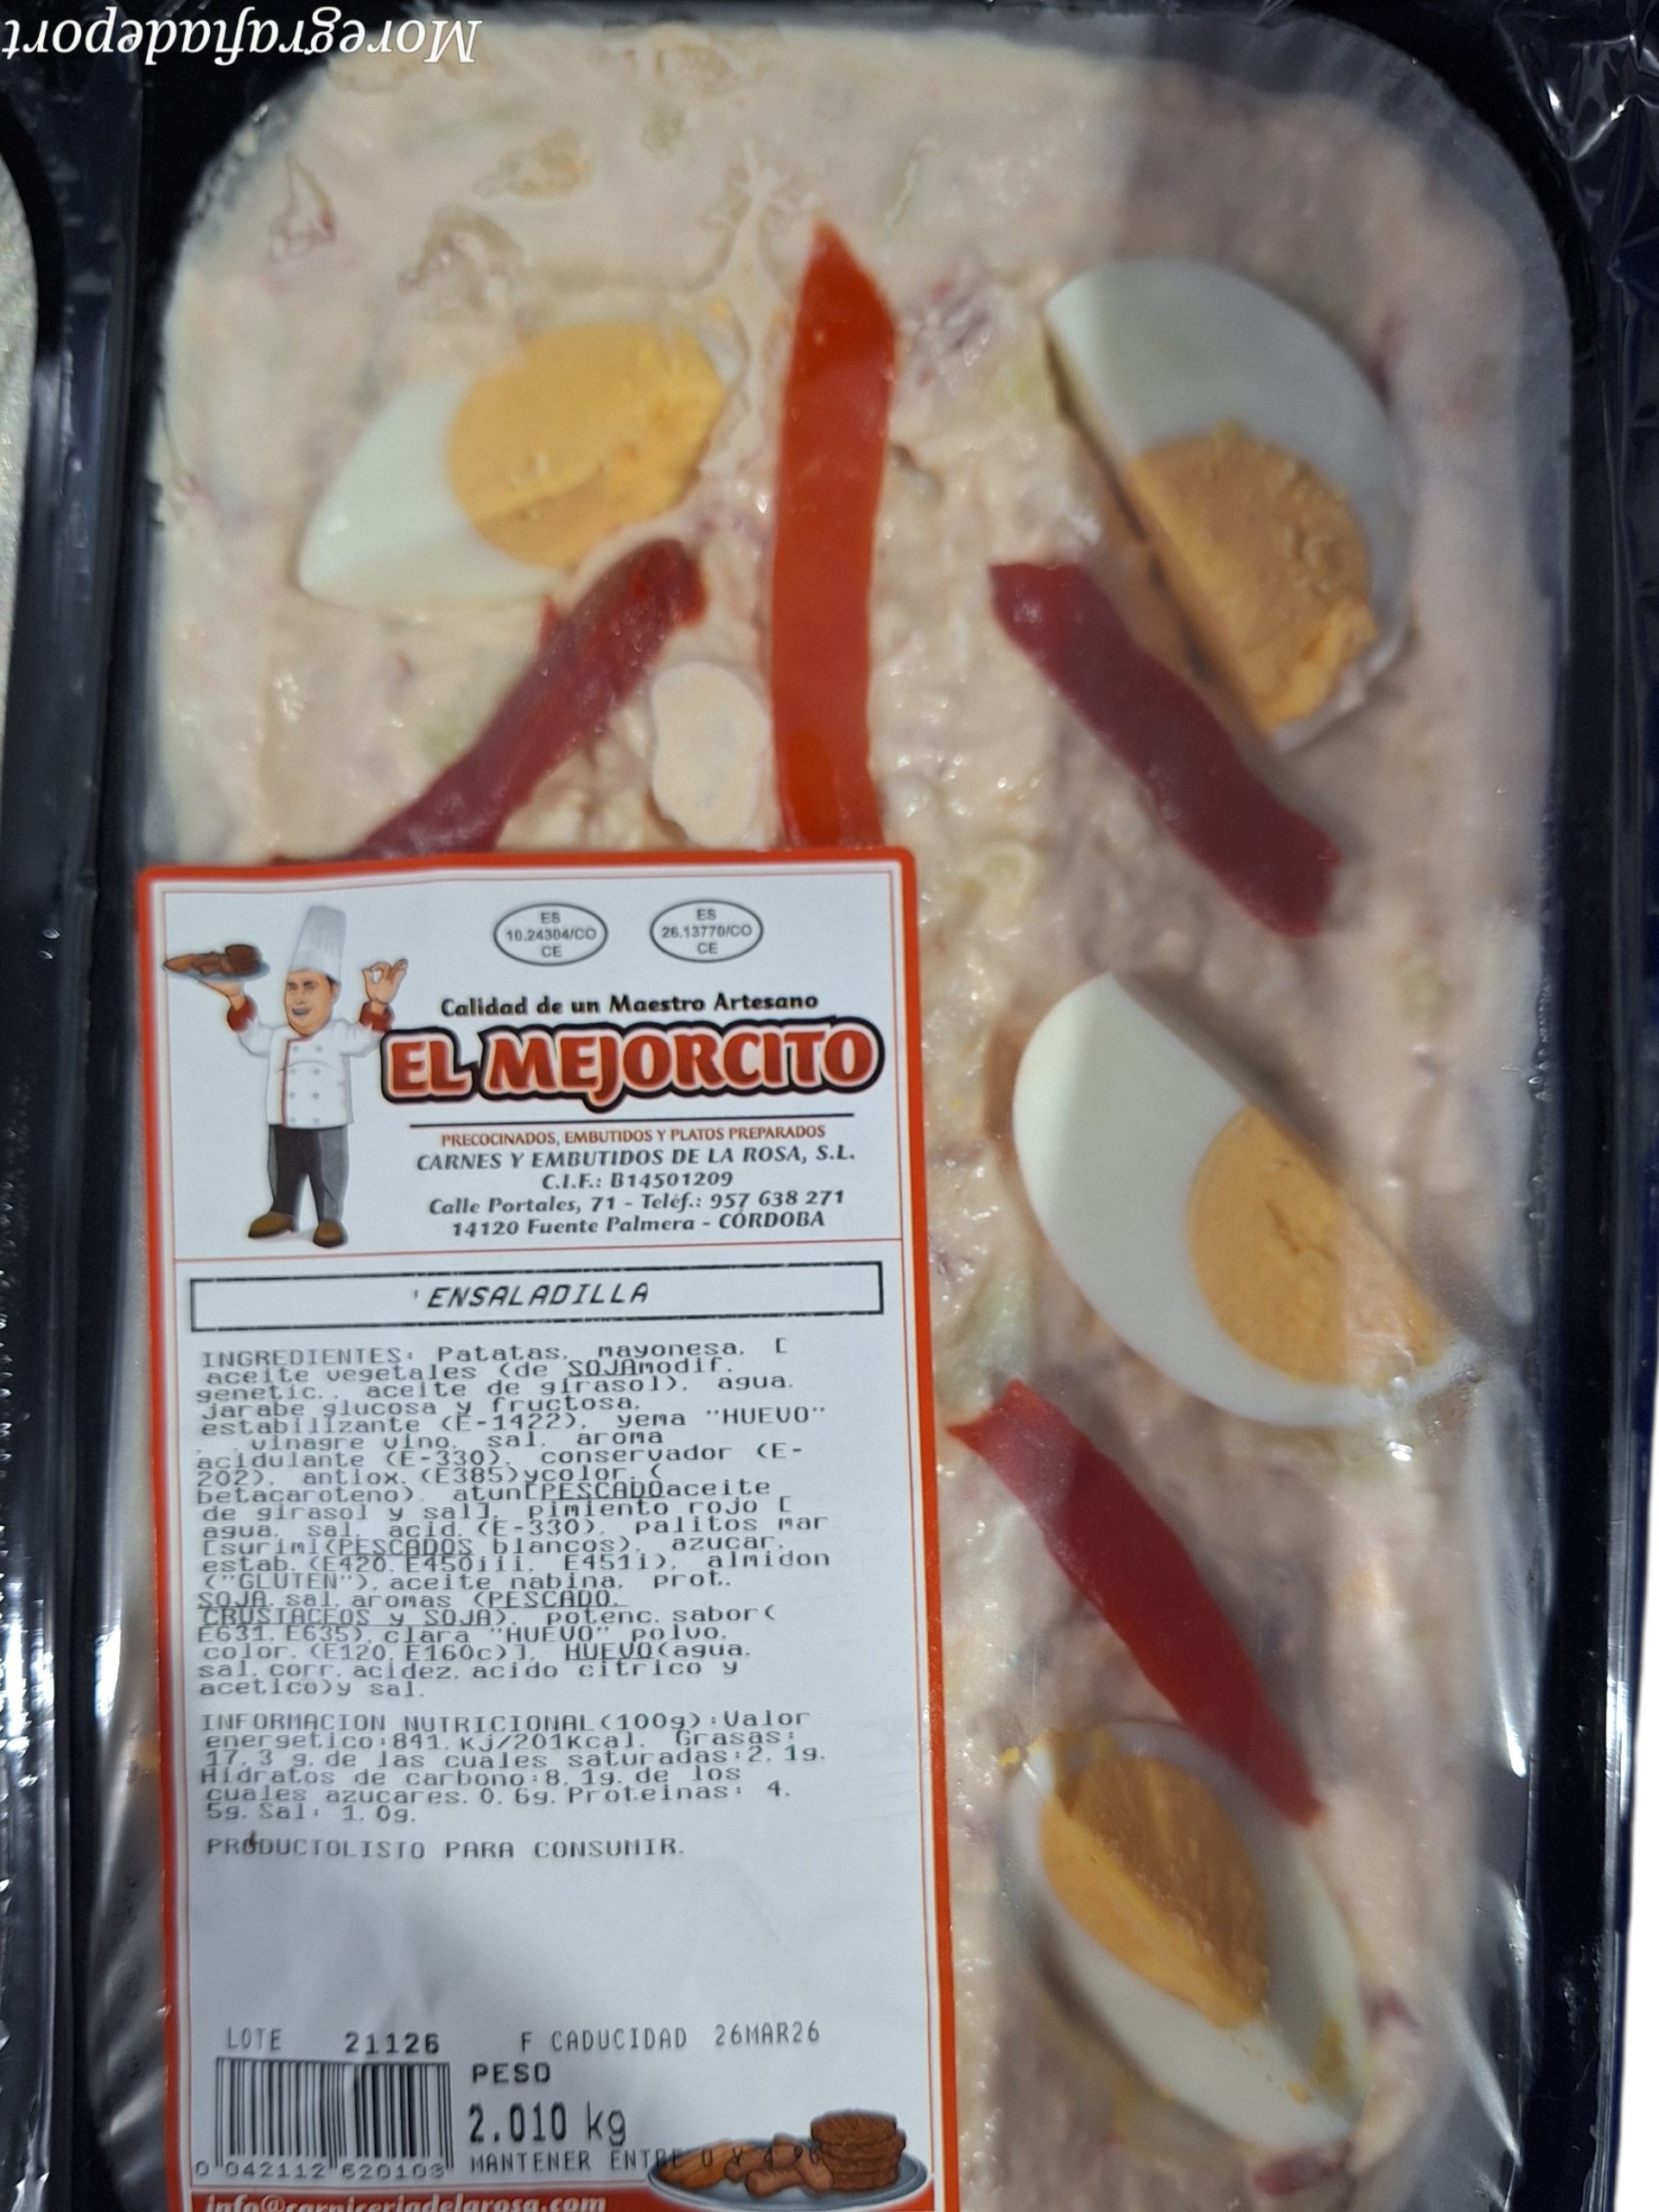 Moregrafiadeport
ES
10.24304/CO
CE
ES
26.13770/CO
CE
Calidad de un Maestro Artesano
EL MEJORCITO
PRECOCINADOS, EMBUTIDOS Y PLATOS PREPARADOS
CARNES Y EMBUTIDOS DE LA ROSA, S.L.
C.I.F.: B14501209
Calle Portales, 71 - Teléf.: 957 638 271
14120 Fuente Palmera - CÓRDOBA
'ENSALADILLA
INGREDIENTES: Patatas, mayonesa, [
aceite vegetales (de SOJAmodif.
genetic., aceite de girasol), agua,
jarabe glucosa y fructosa,
estabilizante (E-1422), yema "HUEVO"
, vinagre vino, sal, aroma
acidulante (E-330), conservador (E-
202), antiox. (E385)ycolor. (
betacaroteno), atun[PESCADOaceite
de girasol y sal], pimiento rojo [
agua, sal, acid. (E-330), palitos mar
[surimi(PESCADOS blancos), azucar,
estab. (E420, E450iii, E451i), almidon
("GLUTEN"), aceite nabina, prot.
SOJA, sal, aromas (PESCADO,
CRUSTACEOS y SOJA), potenc. sabor(
E631, E635), clara "HUEVO" polvo,
color. (E120, E160c)], HUEVO(agua,
sal, corr. acidez, acido citrico y
acetico)y sal.
INFORMACION NUTRICIONAL(100g):Valor
energetico:841. Kj/201Kcal. Grasas:
17,3 g. de las cuales saturadas:2,1g.
Hidratos de carbono:8,1g. de los
cuales azucares. 0,6g. Proteinas: 4,
5g. Sal: 1,0g.
PRODUCTOLISTO PARA CONSUMIR.
LOTE 21126 F CADUCIDAD 26MAR26
PESO
2.010 kg
MANTENER ENTRE 0 Y 4 ºC
0 042112 620103
info@carniceriadelarosa.com